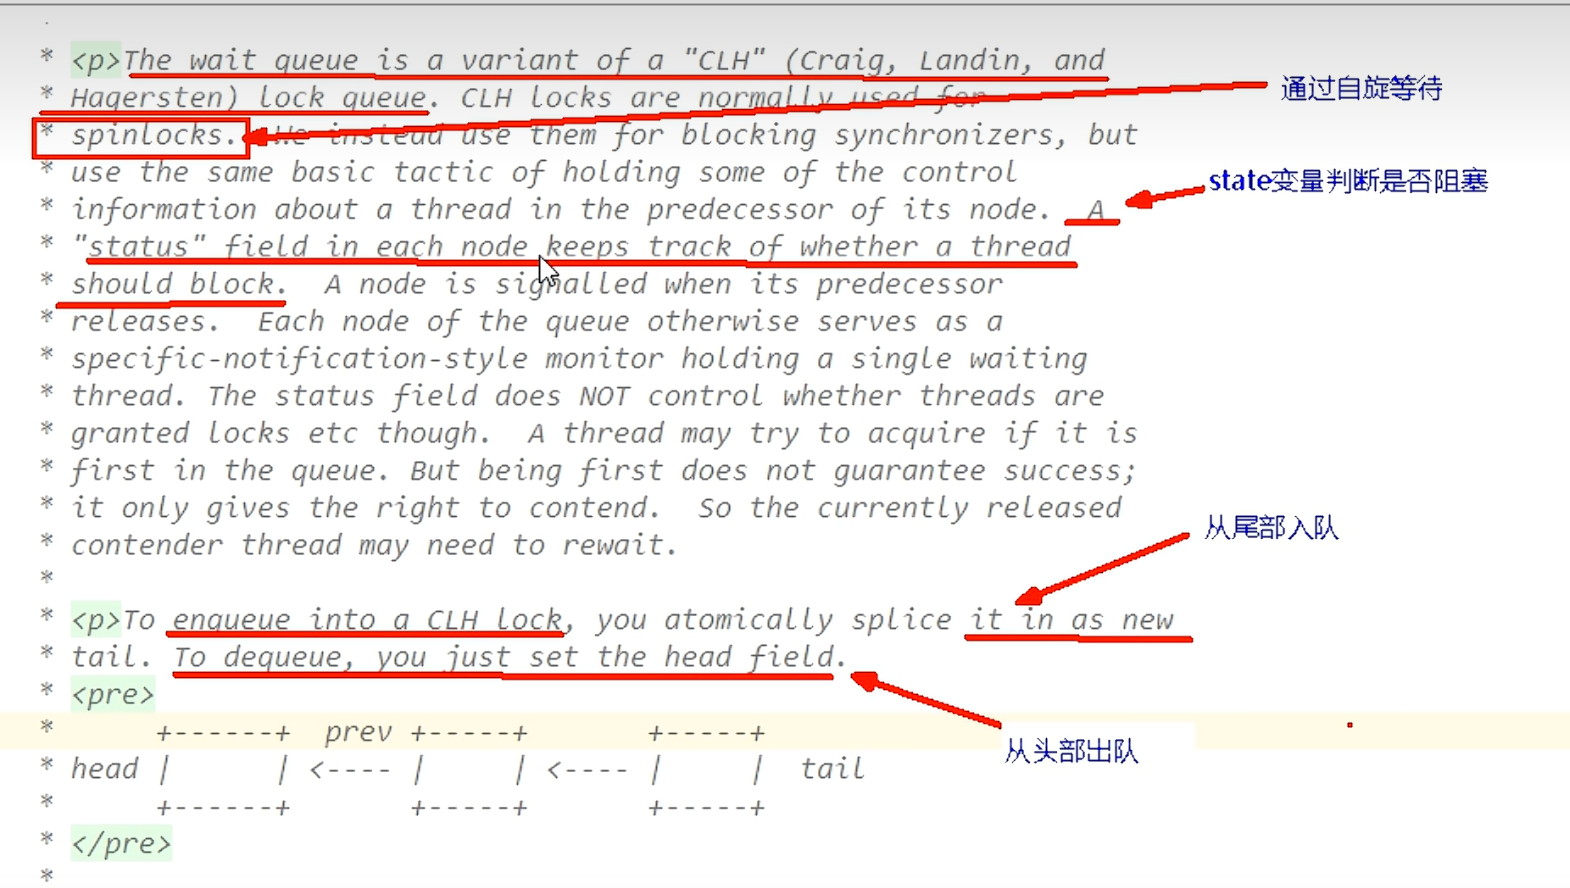 * <p>The wait queue is a variant of a "CLH" (Craig, Landin, and
* Hagersten) lock queue. CLH locks are normally used for
通过自旋等待
* spinlocks. We instead use them for blocking synchronizers, but
* use the same basic tactic of holding some of the control
state变量判断是否阻塞
* information about a thread in the predecessor of its node.  A
* "status" field in each node keeps track of whether a thread
* should block.  A node is signalled when its predecessor
* releases.  Each node of the queue otherwise serves as a
* specific-notification-style monitor holding a single waiting
* thread. The status field does NOT control whether threads are
* granted locks etc though.  A thread may try to acquire if it is
* first in the queue. But being first does not guarantee success;
* it only gives the right to contend.  So the currently released
从尾部入队
* contender thread may need to rewait.
*
* <p>To enqueue into a CLH lock, you atomically splice it in as new
* tail. To dequeue, you just set the head field.
* <pre>
*      +------+  prev +-----+       +-----+
从头部出队
* head |      | <---- |     | <---- |     |  tail
*      +------+       +-----+       +-----+
* </pre>
*